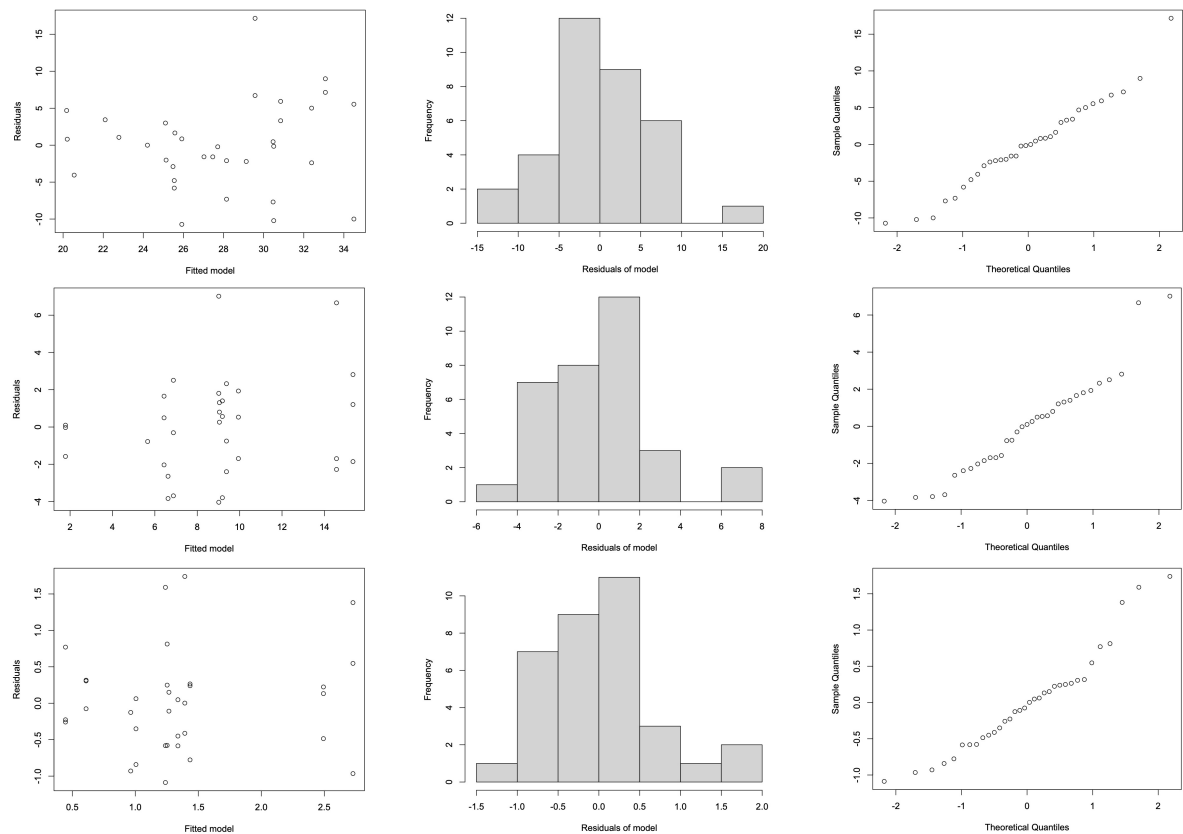 15
10
5
0
-5
-10
Residuals
20 22 24 26 28 30 32 34
Fitted model
12
10
8
6
4
2
0
Frequency
-15 -10 -5 0 5 10 15 20
Residuals of model
15
10
5
0
-5
-10
Sample Quantiles
-2 -1 0 1 2
Theoretical Quantiles
6
4
2
0
-2
-4
Residuals
2 4 6 8 10 12 14
Fitted model
12
10
8
6
4
2
0
Frequency
-6 -4 -2 0 2 4 6 8
Residuals of model
6
4
2
0
-2
-4
Sample Quantiles
-2 -1 0 1 2
Theoretical Quantiles
1.5
1.0
0.5
0.0
-0.5
-1.0
Residuals
0.5 1.0 1.5 2.0 2.5
Fitted model
10
8
6
4
2
0
Frequency
-1.5 -1.0 -0.5 0.0 0.5 1.0 1.5 2.0
Residuals of model
1.5
1.0
0.5
0.0
-0.5
-1.0
Sample Quantiles
-2 -1 0 1 2
Theoretical Quantiles